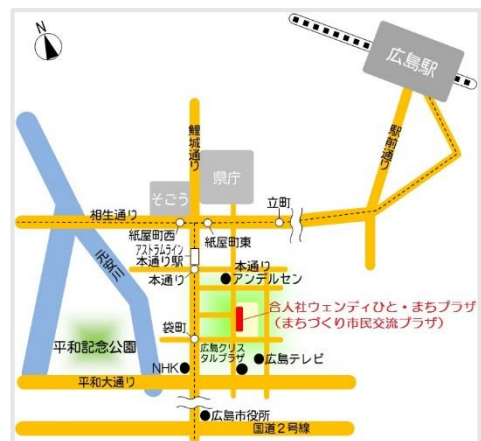 N
広島駅
駅前通り
鯉城通り
県庁
そごう
立町
相生通り
紙屋町西
紙屋町東
アストラムライン
本通り駅
本通り
本通り
アンデルセン
元安川
合人社ウェンディひと・まちプラザ
(まちづくり市民交流プラザ)
袋町
平和記念公園
広島クリス
タルプラザ
広島テレビ
NHK
平和大通り
広島市役所
国道2号線